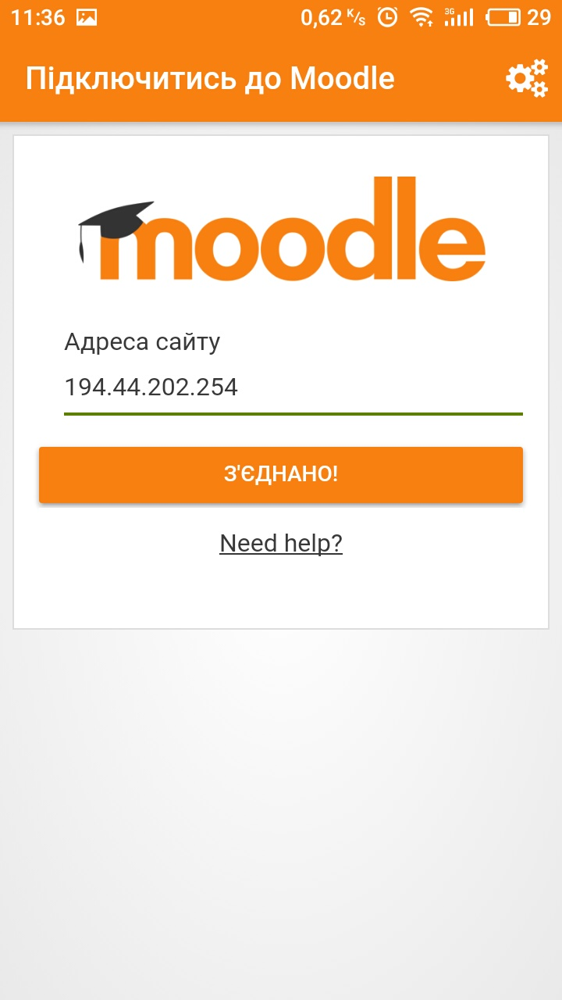 11:36 0,62 K/s 3G 29
Підключитись до Moodle
moodle
Адреса сайту
194.44.202.254
З'ЄДНАНО!
Need help?